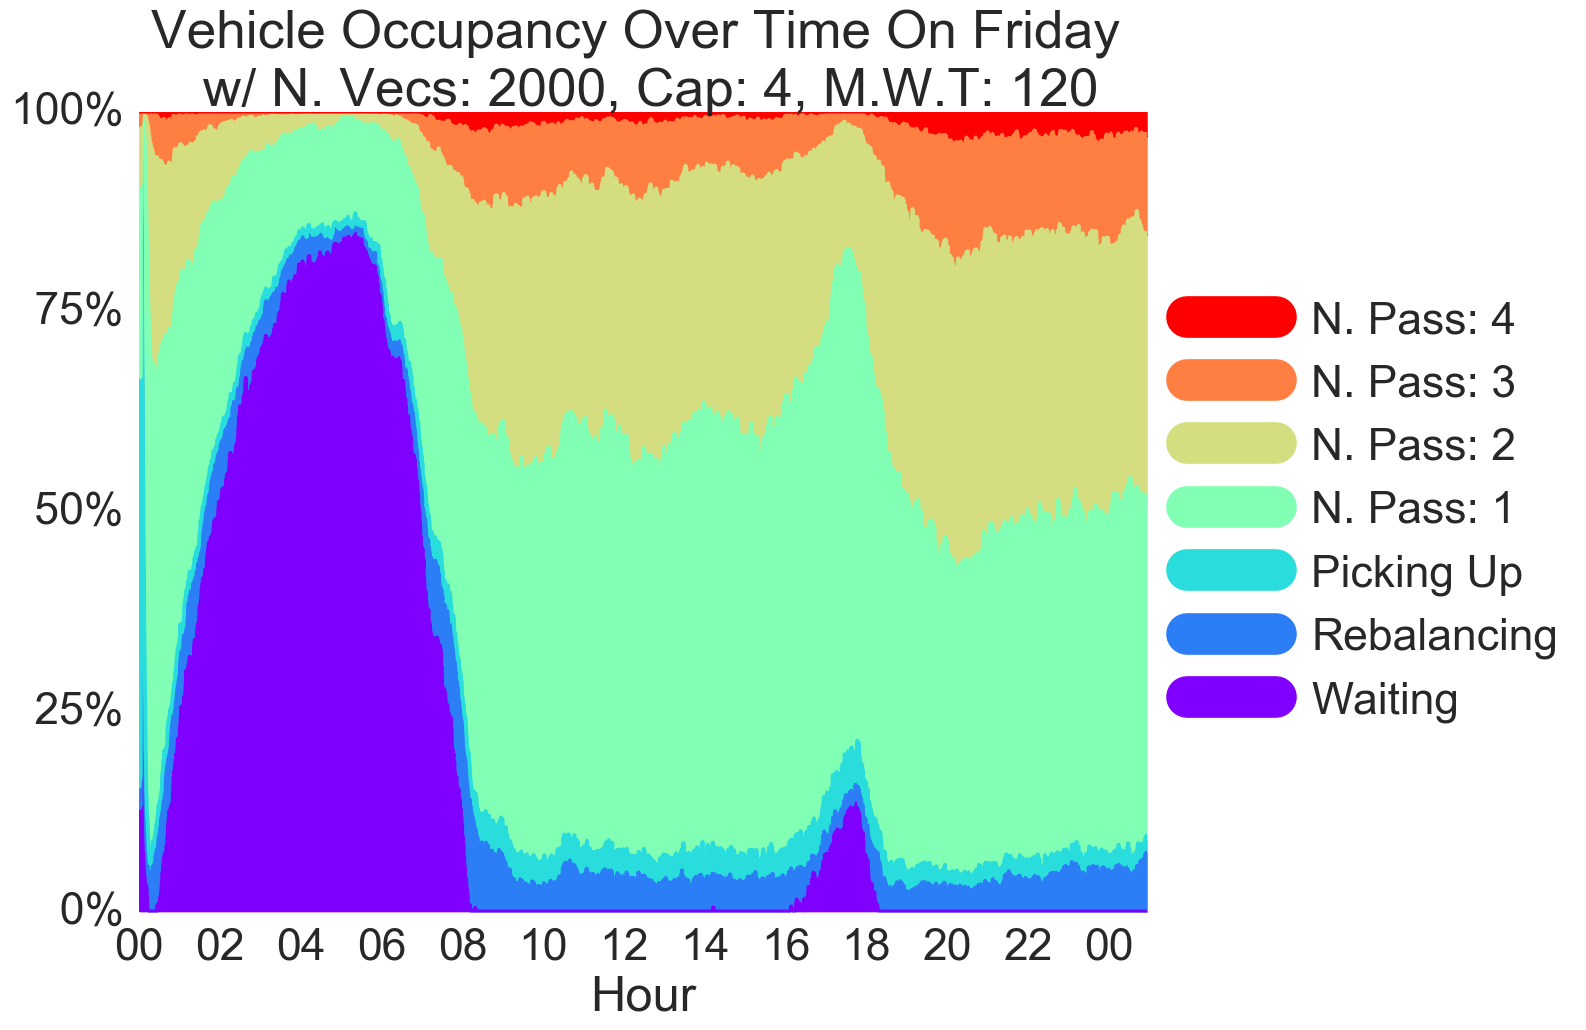 Vehicle Occupancy Over Time On Friday
w/ N. Vecs: 2000, Cap: 4, M.W.T: 120
100%
75%
50%
25%
0%
00 02 04 06 08 10 12 14 16 18 20 22 00
Hour
N. Pass: 4
N. Pass: 3
N. Pass: 2
N. Pass: 1
Picking Up
Rebalancing
Waiting